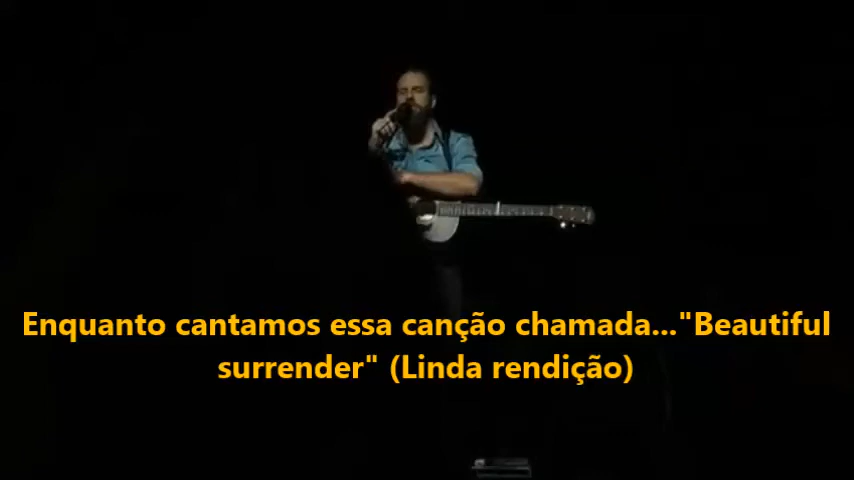 Enquanto cantamos essa canção chamada..."Beautiful
surrender" (Linda rendição)